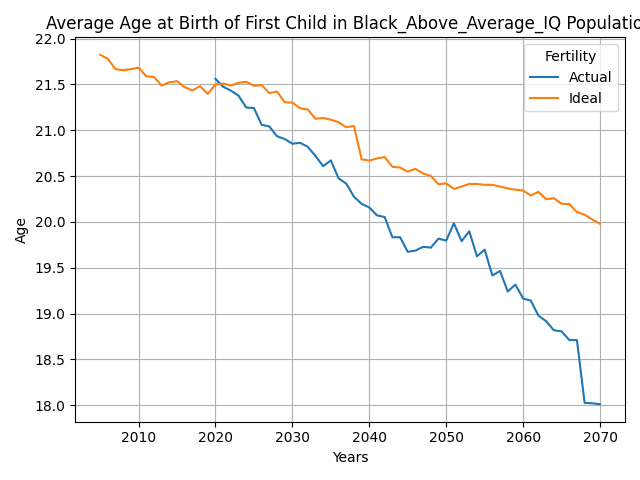 Average Age at Birth of First Child in Black_Above_Average_IQ Populatio
22.0
21.5
21.0
20.5
20.0
19.5
19.0
18.5
18.0
Age
Fertility
Actual
Ideal
2010 2020 2030 2040 2050 2060 2070
Years